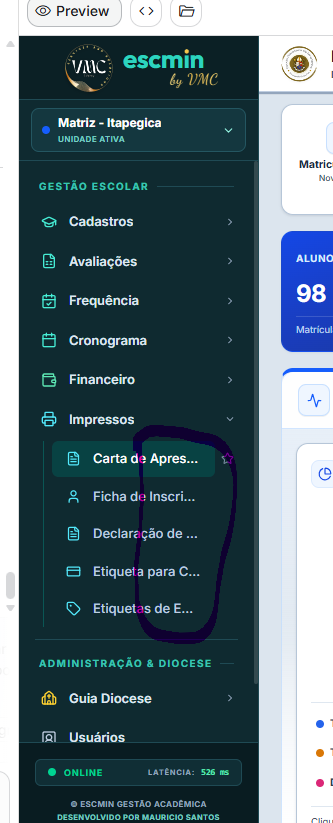 Preview
VMC
escmin
by VMC
Matriz - Itapegica
UNIDADE ATIVA
GESTÃO ESCOLAR
Cadastros
Avaliações
Frequência
Cronograma
Financeiro
Impressos
Carta de Apres...
Ficha de Inscri...
Declaração de ...
Etiqueta para C...
Etiquetas de E...
ADMINISTRAÇÃO & DIOCESE
Guia Diocese
Usuários
ONLINE
LATÊNCIA: 526 ms
© ESCMIN GESTÃO ACADÊMICA
DESENVOLVIDO POR MAURICIO SANTOS
Matríc
Nov
ALUNO
98
Matrícul